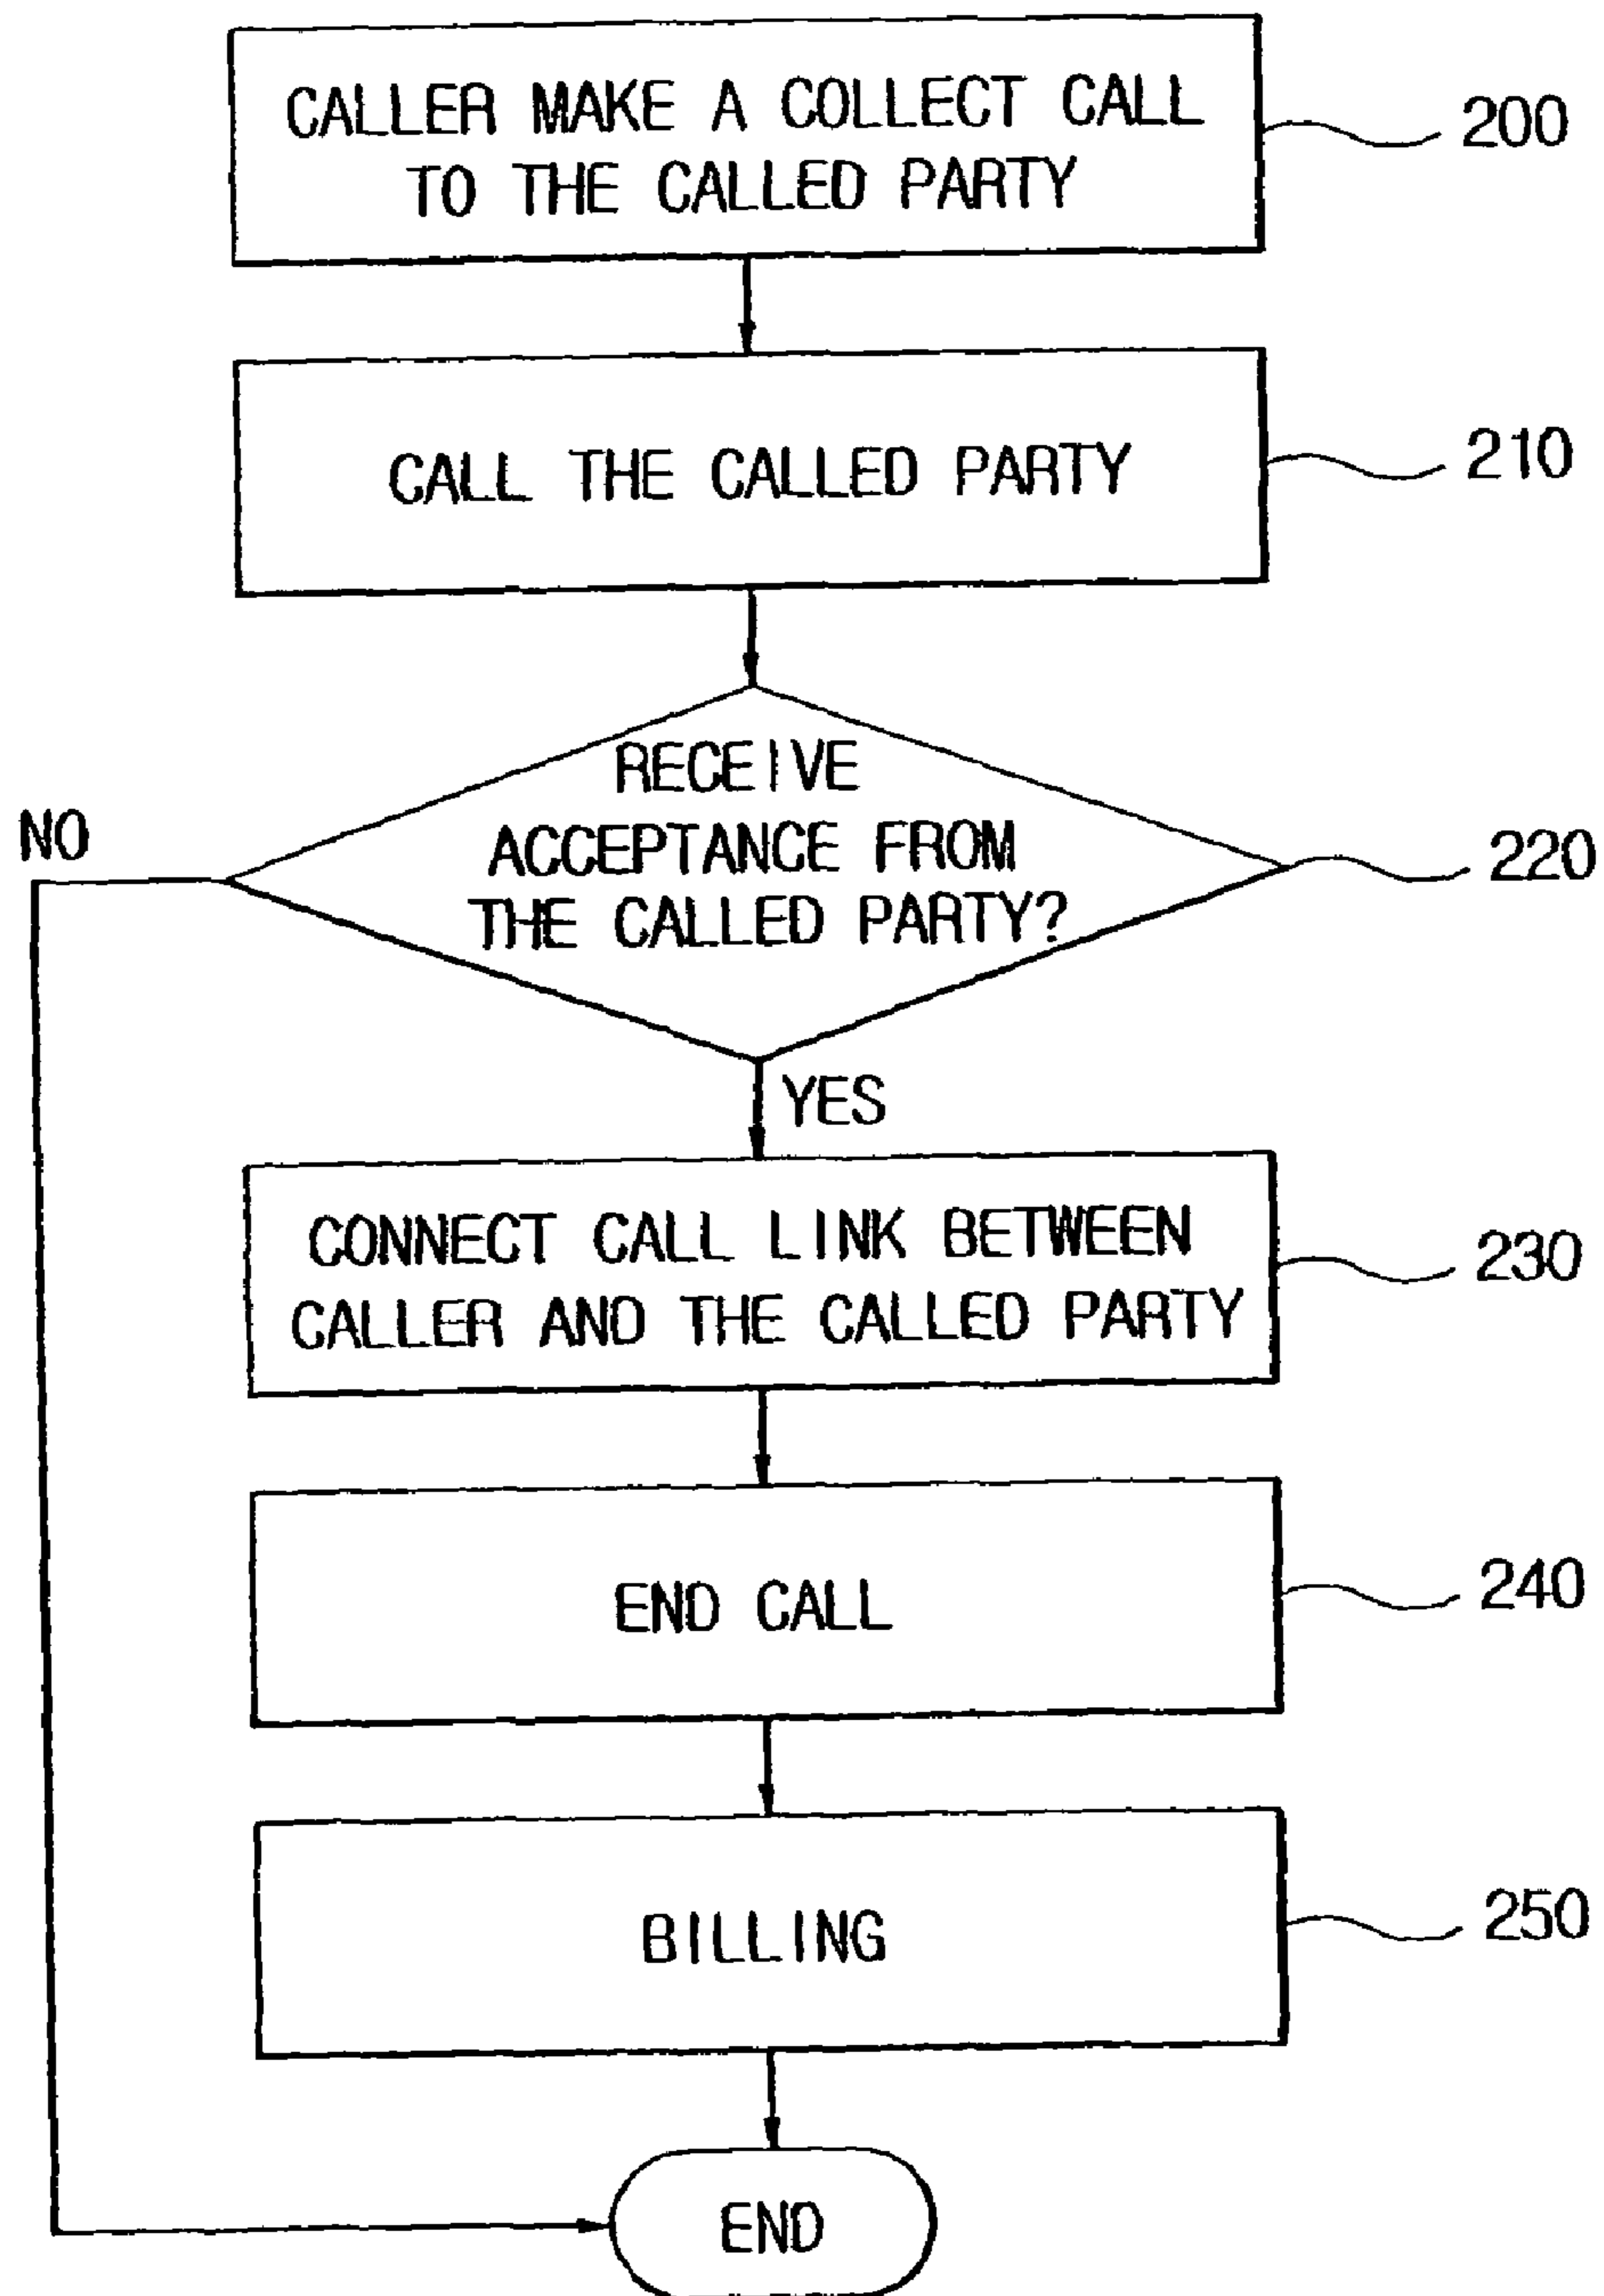 CALLER MAKE A COLLECT CALL
TO THE CALLED PARTY
200
CALL THE CALLED PARTY
210
RECEIVE
ACCEPTANCE FROM
THE CALLED PARTY?
NO
220
YES
CONNECT CALL LINK BETWEEN
CALLER AND THE CALLED PARTY
230
END CALL
240
BILLING
250
END